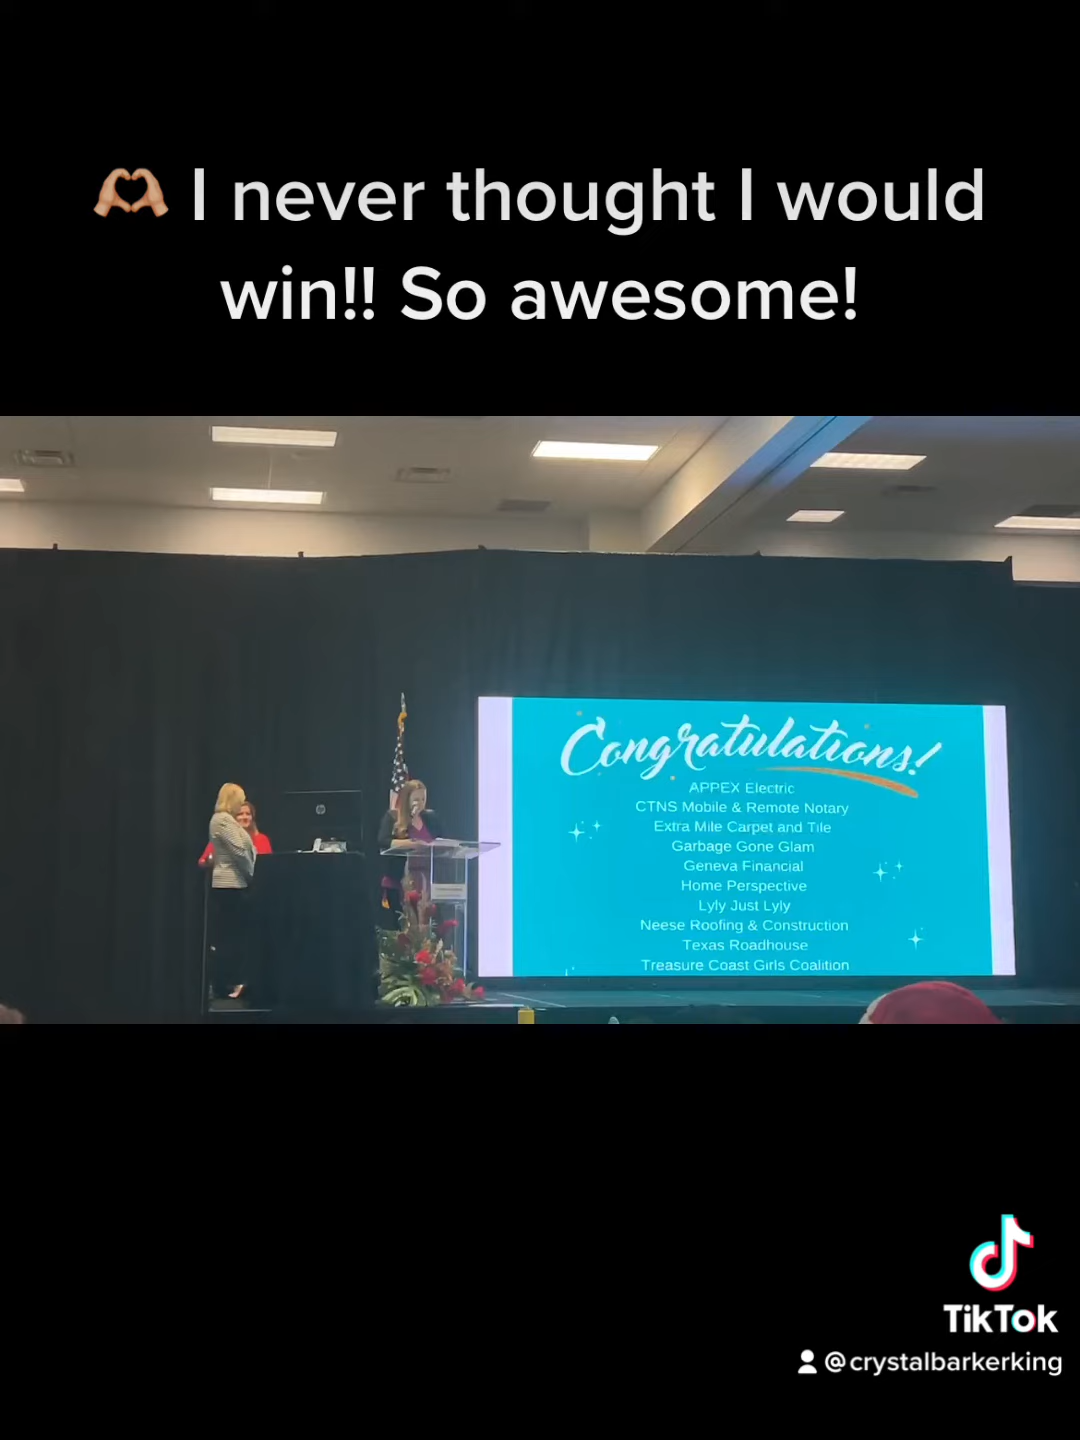 🫶🏼 I never thought I would
win!! So awesome!
Congratulations!
APPEX Electric
CTNS Mobile & Remote Notary
Extra Mile Carpet and Tile
Garbage Gone Glam
Geneva Financial
Home Perspective
Lyly Just Lyly
Neese Roofing & Construction
Texas Roadhouse
Treasure Coast Girls Coalition
hp
TikTok
@crystalbarkerking